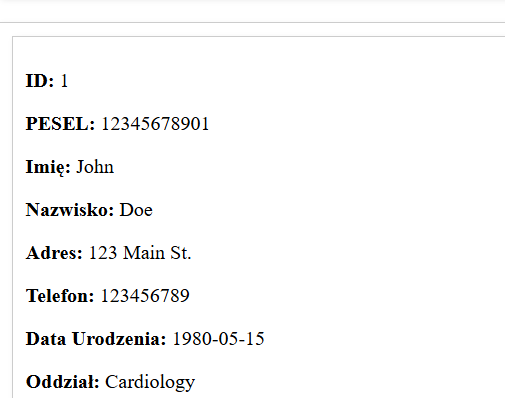 ID: 1
PESEL: 12345678901
Imię: John
Nazwisko: Doe
Adres: 123 Main St.
Telefon: 123456789
Data Urodzenia: 1980-05-15
Oddział: Cardiology